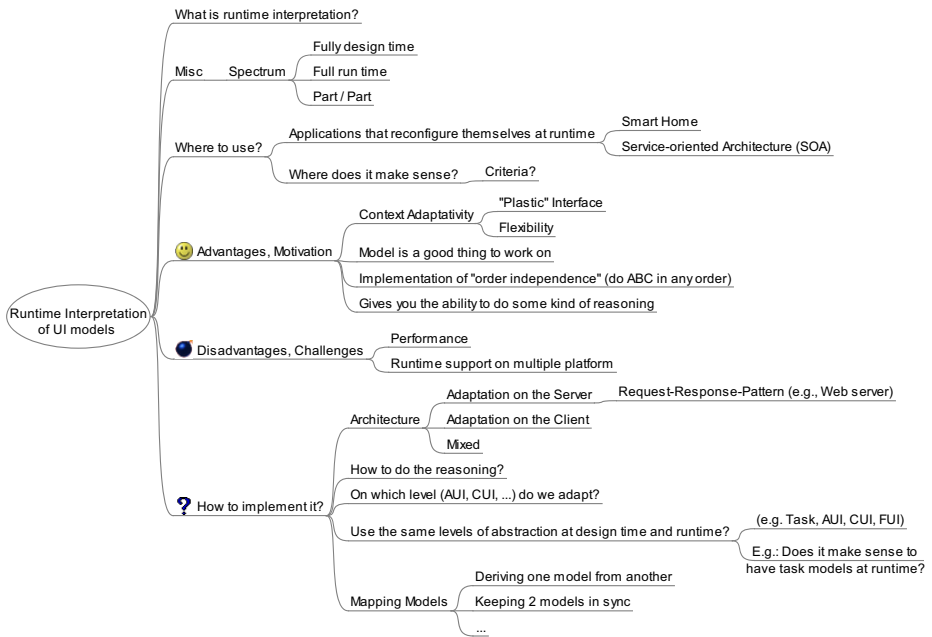 Runtime Interpretation
of UI models
What is runtime interpretation?
Misc
Spectrum
Fully design time
Full run time
Part / Part
Where to use?
Applications that reconfigure themselves at runtime
Smart Home
Service-oriented Architecture (SOA)
Where does it make sense?
Criteria?
Advantages, Motivation
Context Adaptativity
"Plastic" Interface
Flexibility
Model is a good thing to work on
Implementation of "order independence" (do ABC in any order)
Gives you the ability to do some kind of reasoning
Disadvantages, Challenges
Performance
Runtime support on multiple platform
How to implement it?
Architecture
Adaptation on the Server
Request-Response-Pattern (e.g., Web server)
Adaptation on the Client
Mixed
How to do the reasoning?
On which level (AUI, CUI, ...) do we adapt?
Use the same levels of abstraction at design time and runtime?
(e.g. Task, AUI, CUI, FUI)
E.g.: Does it make sense to
have task models at runtime?
Mapping Models
Deriving one model from another
Keeping 2 models in sync
...